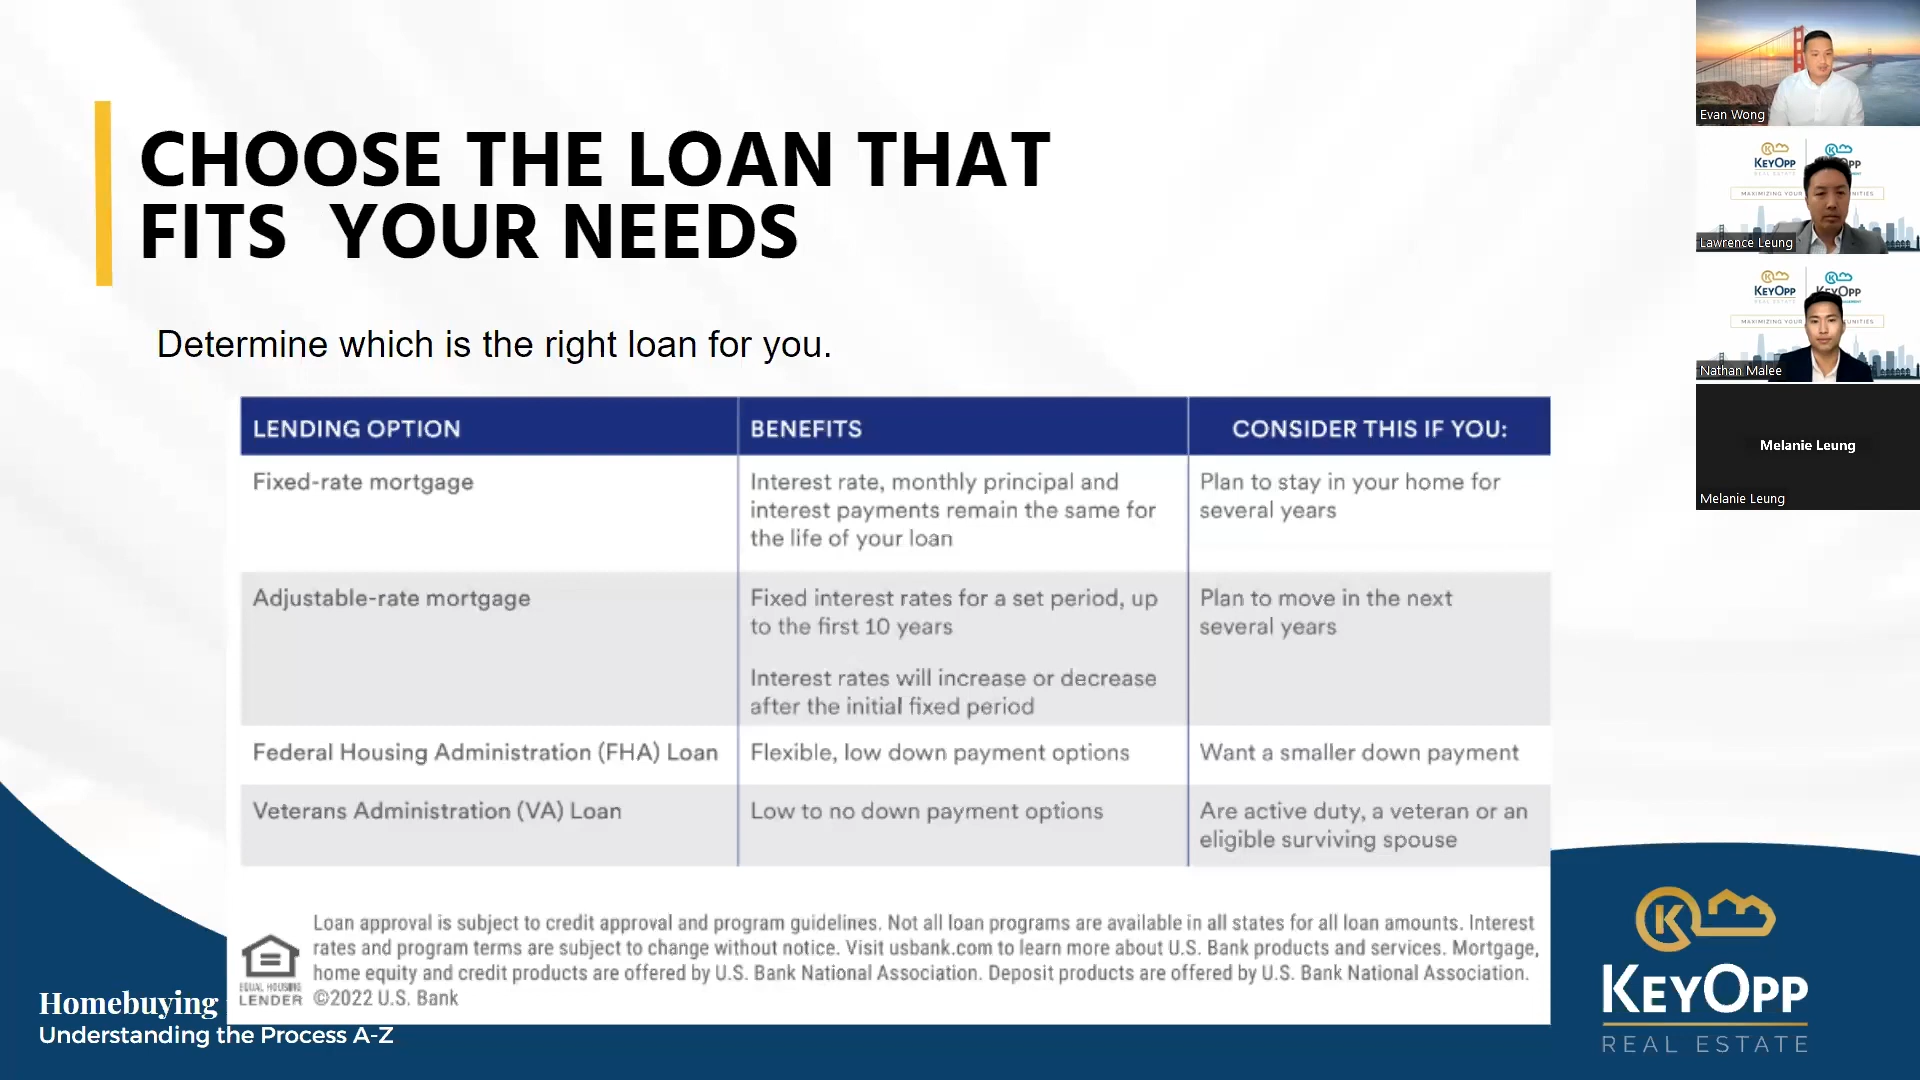 CHOOSE THE LOAN THAT
FITS  YOUR NEEDS
Determine which is the right loan for you.
LENDING OPTION
BENEFITS
CONSIDER THIS IF YOU:
Fixed-rate mortgage
Interest rate, monthly principal and
interest payments remain the same for
the life of your loan
Plan to stay in your home for
several years
Adjustable-rate mortgage
Fixed interest rates for a set period, up
to the first 10 years
Interest rates will increase or decrease
after the initial fixed period
Plan to move in the next
several years
Federal Housing Administration (FHA) Loan
Flexible, low down payment options
Want a smaller down payment
Veterans Administration (VA) Loan
Low to no down payment options
Are active duty, a veteran or an
eligible surviving spouse
Loan approval is subject to credit approval and program guidelines. Not all loan programs are available in all states for all loan amounts. Interest
rates and program terms are subject to change without notice. Visit usbank.com to learn more about U.S. Bank products and services. Mortgage,
home equity and credit products are offered by U.S. Bank National Association. Deposit products are offered by U.S. Bank National Association.
©2022 U.S. Bank
EQUAL HOUSING
LENDER
Homebuying
Understanding the Process A-Z
K
KEYOPP
REAL ESTATE
Evan Wong
KEYOPP
REAL ESTATE
MAXIMIZING YOUR
Lawrence Leung
KEYOPP
KEYOPP
MAXIMIZING YOUR
Nathan Malee
Melanie Leung
Melanie Leung